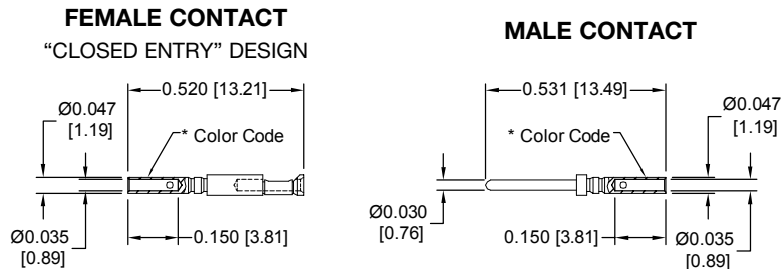 FEMALE CONTACT
“CLOSED ENTRY” DESIGN
0.520 [13.21]
Ø0.047
[1.19]
* Color Code
Ø0.035
[0.89]
0.150 [3.81]
MALE CONTACT
0.531 [13.49]
Ø0.047
[1.19]
* Color Code
Ø0.030
[0.76]
0.150 [3.81]
Ø0.035
[0.89]